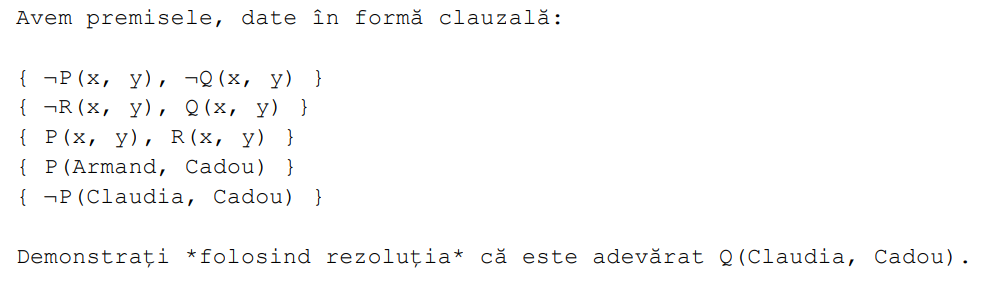 Avem premisele, date în formă clauzală:
{ ¬P(x, y), ¬Q(x, y) }
{ ¬R(x, y), Q(x, y) }
{ P(x, y), R(x, y) }
{ P(Armand, Cadou) }
{ ¬P(Claudia, Cadou) }
Demonstrați *folosind rezoluția* că este adevărat Q(Claudia, Cadou).